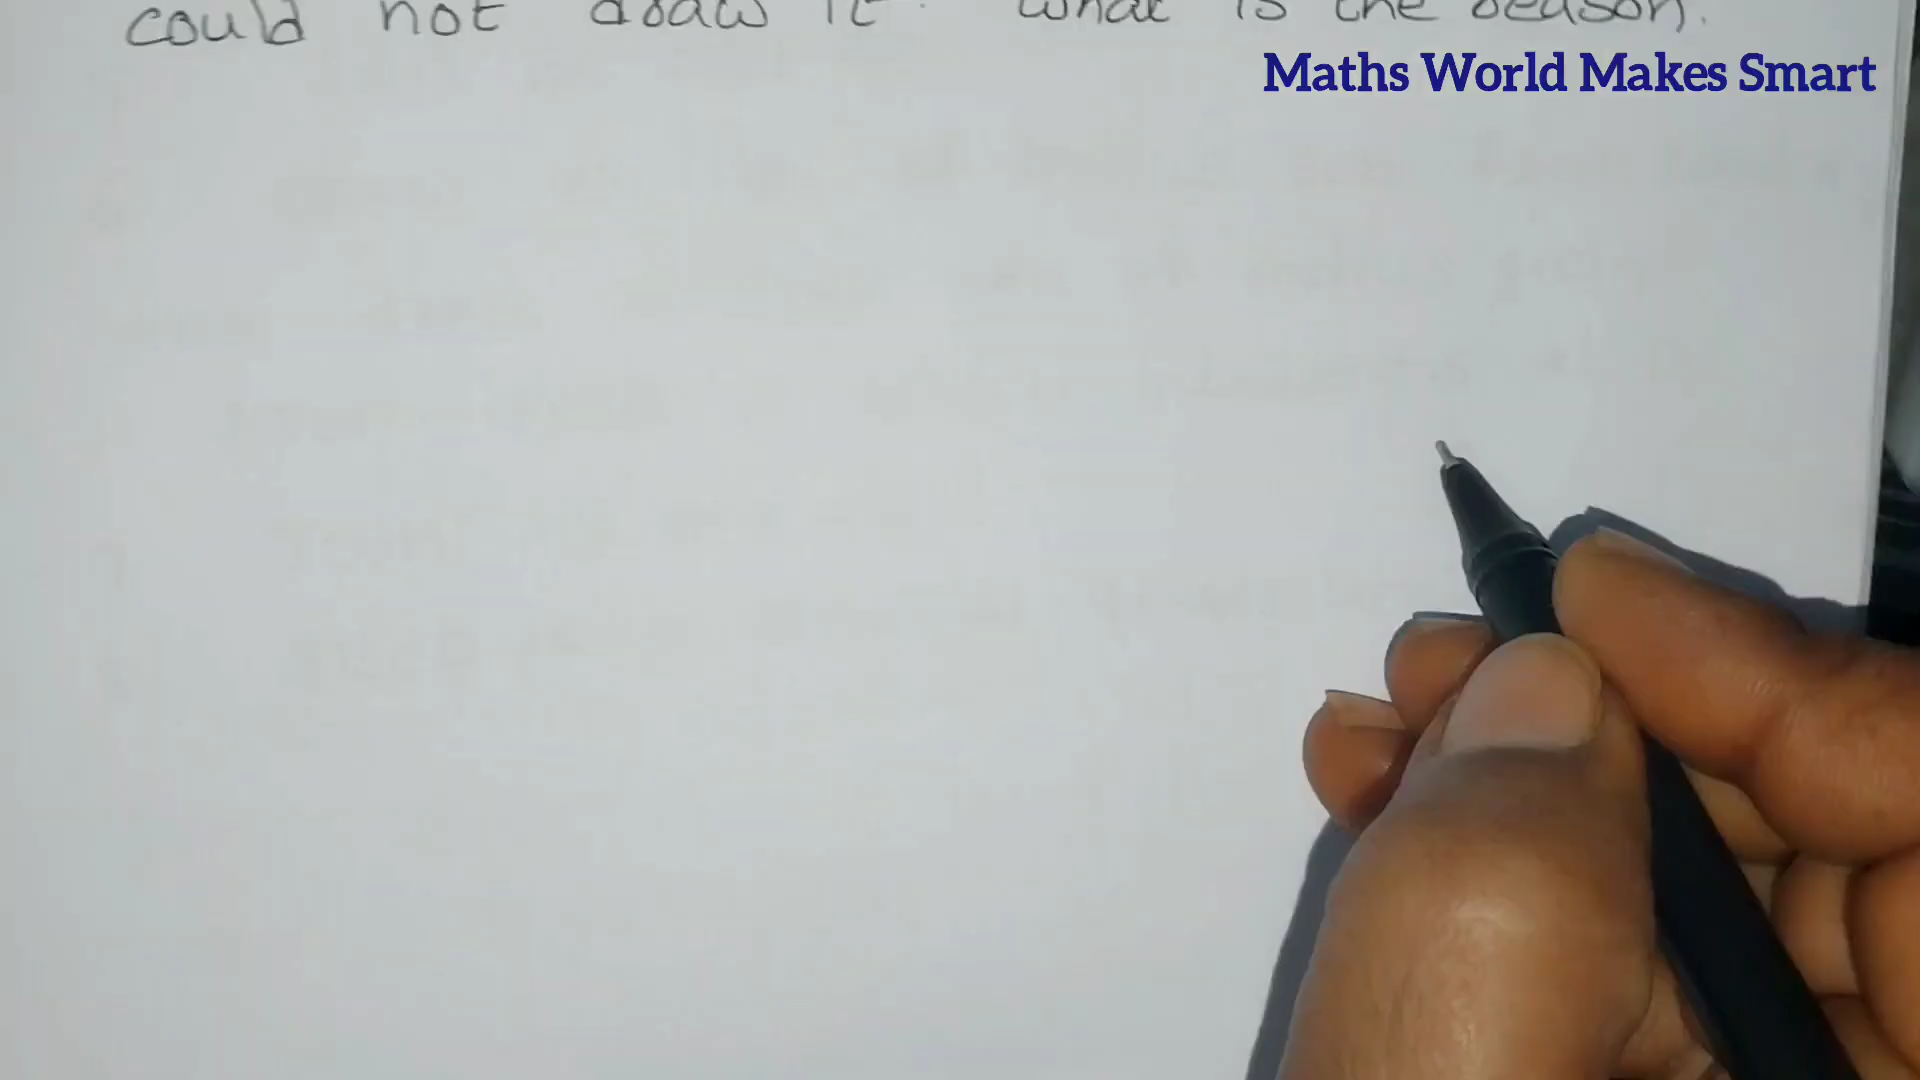 could not draw it. What is the reason.
Maths World Makes Smart